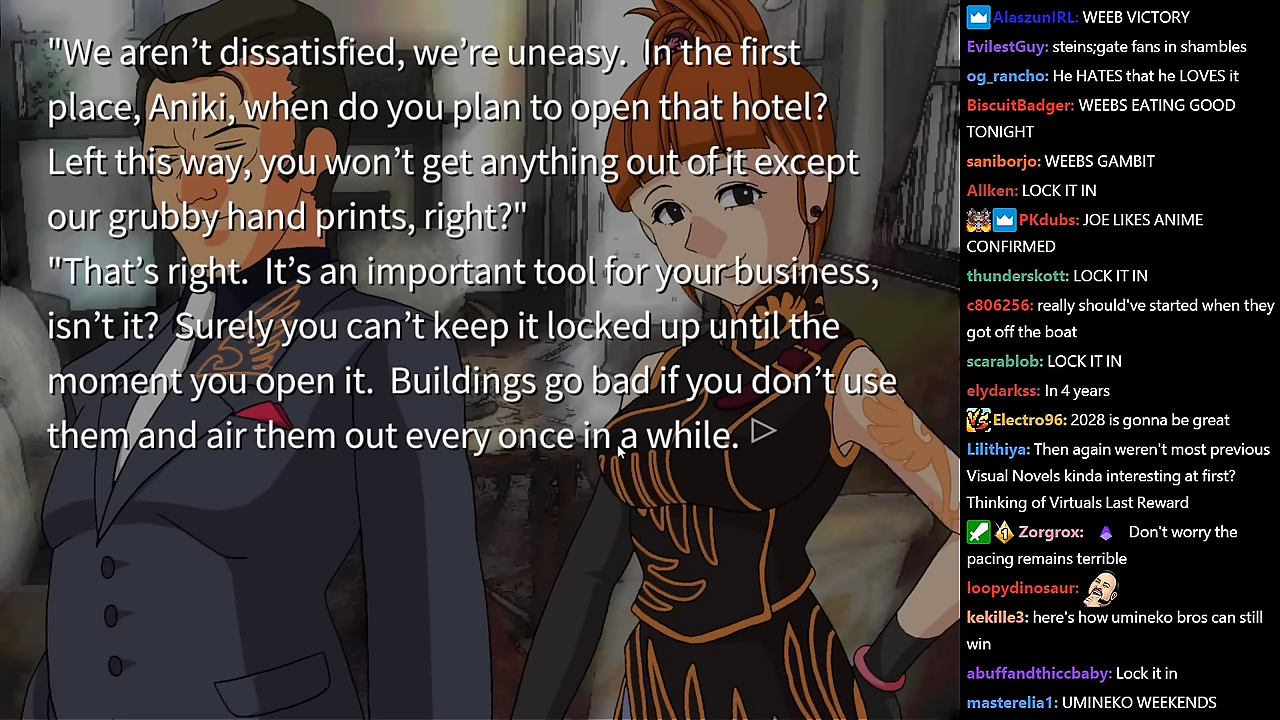 "We aren’t dissatisfied, we’re uneasy.  In the first
place, Aniki, when do you plan to open that hotel?
Left this way, you won’t get anything out of it except
our grubby hand prints, right?"
"That’s right.  It’s an important tool for your business,
isn’t it?  Surely you can’t keep it locked up until the
moment you open it.  Buildings go bad if you don’t use
them and air them out every once in a while.
AlaszunIRL: WEEB VICTORY
EvilestGuy: steins;gate fans in shambles
og_rancho: He HATES that he LOVES it
BiscuitBadger: WEEBS EATING GOOD
TONIGHT
saniborjo: WEEBS GAMBIT
Allken: LOCK IT IN
PKdubs: JOE LIKES ANIME
CONFIRMED
thunderskott: LOCK IT IN
c806256: really should've started when they
got off the boat
scarablob: LOCK IT IN
elydarkss: In 4 years
Electro96: 2028 is gonna be great
Lilithiya: Then again weren't most previous
Visual Novels kinda interesting at first?
Thinking of Virtuals Last Reward
Zorgrox: Don't worry the
pacing remains terrible
loopydinosaur:
kekille3: here's how umineko bros can still
win
abuffandthiccbaby: Lock it in
masterelia1: UMINEKO WEEKENDS